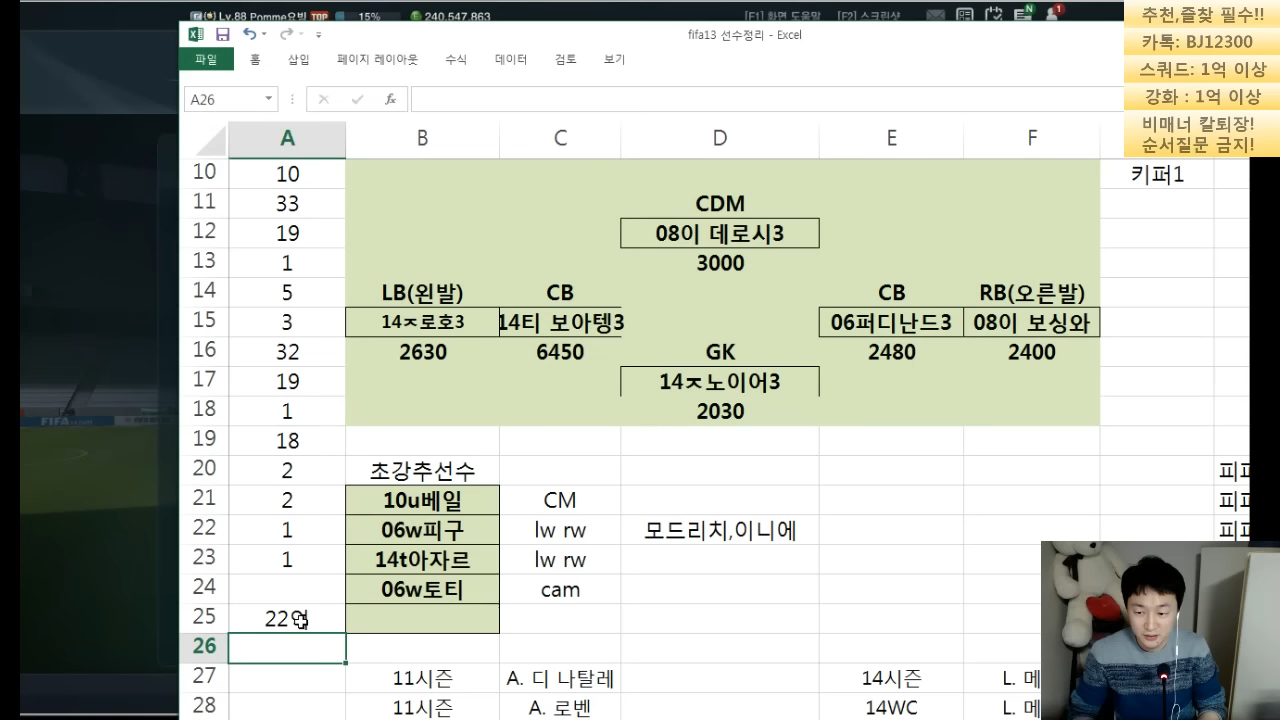 Lv.88 Pomme요빙 TOP 15% 240,547,863 [F1] 화면 도움말 [F2] 스크린샷 N 1
추천,즐찾 필수!!
카톡: BJ12300
스쿼드: 1억 이상
강화 : 1억 이상
비매너 칼퇴장!
순서질문 금지!
fifa13 선수정리 - Excel
파일 홈 삽입 페이지 레이아웃 수식 데이터 검토 보기
A26 fx
A B C D E F
10 10 키퍼1
11 33 CDM
12 19 08이 데로시3
13 1 3000
14 5 LB(왼발) CB CB RB(오른발)
15 3 14ㅈ로호3 14티 보아텡3 06퍼디난드3 08이 보싱와
16 32 2630 6450 GK 2480 2400
17 19 14ㅈ노이어3
18 1 2030
19 18
20 2 초강추선수
21 2 10u베일 CM
22 1 06w피구 lw rw 모드리치,이니에
23 1 14t아자르 lw rw
24 06w토티 cam
25 22억
26
27 11시즌 A. 디 나탈레 14시즌 L. 메
28 11시즌 A. 로벤 14WC L. 메
FIFA